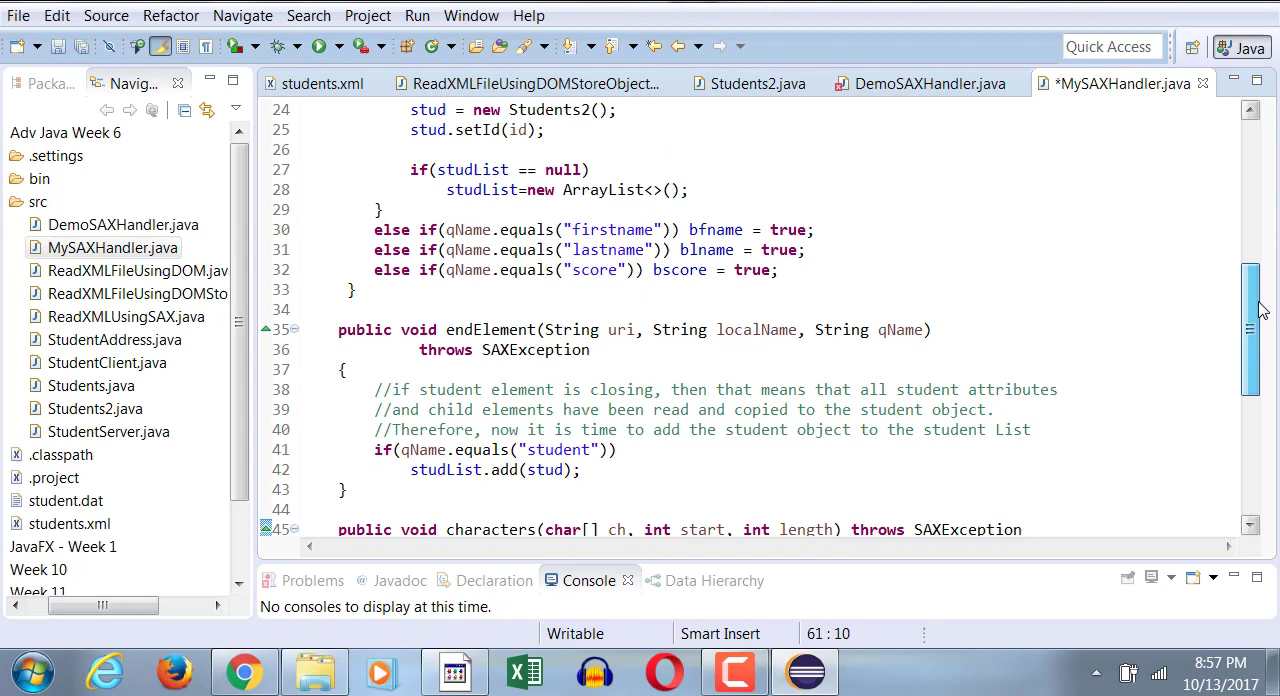 File Edit Source Refactor Navigate Search Project Run Window Help
Quick Access
Java
Packa...
Navig...
students.xml
ReadXMLFileUsingDOMStoreObject...
Students2.java
DemoSAXHandler.java
*MySAXHandler.java
Adv Java Week 6
.settings
bin
src
DemoSAXHandler.java
MySAXHandler.java
ReadXMLFileUsingDOM.jav
ReadXMLFileUsingDOMSto
ReadXMLUsingSAX.java
StudentAddress.java
StudentClient.java
Students.java
Students2.java
StudentServer.java
.classpath
.project
student.dat
students.xml
JavaFX - Week 1
Week 10
Week 11
24 stud = new Students2();
25 stud.setId(id);
26
27 if(studList == null)
28 studList=new ArrayList<>();
29 }
30 else if(qName.equals("firstname")) bfname = true;
31 else if(qName.equals("lastname")) blname = true;
32 else if(qName.equals("score")) bscore = true;
33 }
34
35 public void endElement(String uri, String localName, String qName)
36 throws SAXException
37 {
38 //if student element is closing, then that means that all student attributes
39 //and child elements have been read and copied to the student object.
40 //Therefore, now it is time to add the student object to the student List
41 if(qName.equals("student"))
42 studList.add(stud);
43 }
44
45 public void characters(char[] ch, int start, int length) throws SAXException
Problems @ Javadoc Declaration Console Data Hierarchy
No consoles to display at this time.
Writable Smart Insert 61 : 10
8:57 PM
10/13/2017